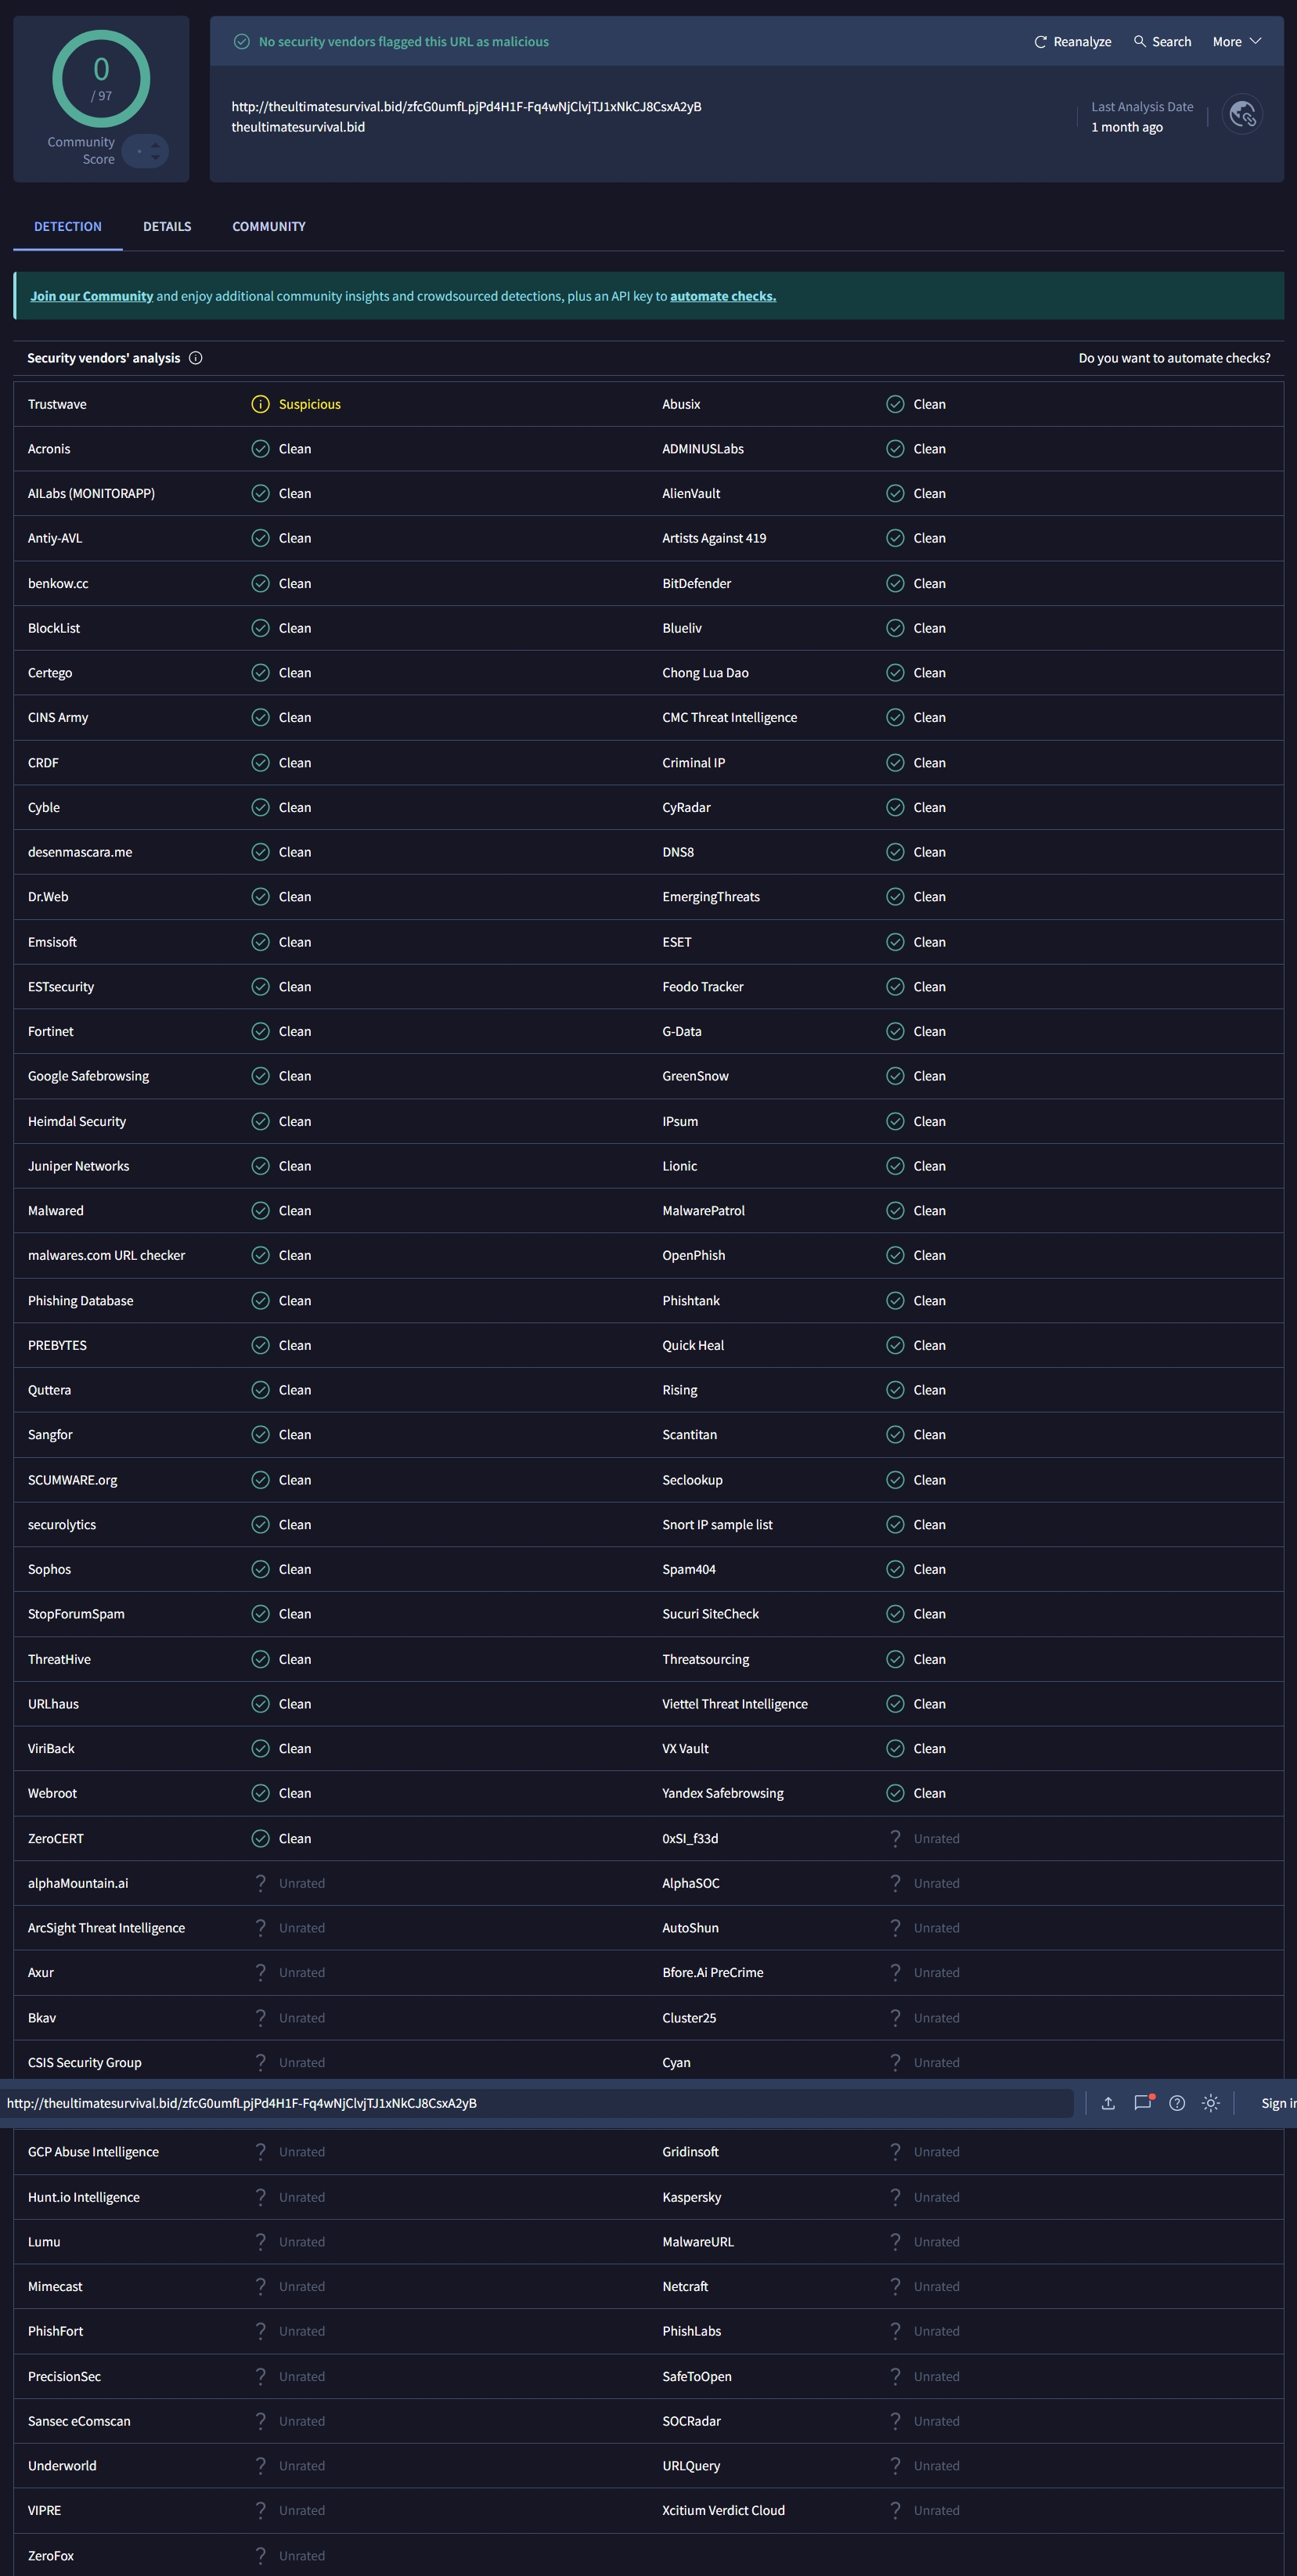 0
/ 97
Community
Score
No security vendors flagged this URL as malicious
Reanalyze
Search
More
http://theultimatesurvival.bid/zfcG0umfLpjPd4H1F-Fq4wNjClvjTJ1xNkCJ8CsxA2yB
theultimatesurvival.bid
Last Analysis Date
1 month ago
DETECTION DETAILS COMMUNITY
Join our Community and enjoy additional community insights and crowdsourced detections, plus an API key to automate checks.
Security vendors' analysis Do you want to automate checks?
Trustwave Suspicious Abusix Clean
Acronis Clean ADMINUSLabs Clean
AILabs (MONITORAPP) Clean AlienVault Clean
Antiy-AVL Clean Artists Against 419 Clean
benkow.cc Clean BitDefender Clean
BlockList Clean Blueliv Clean
Certego Clean Chong Lua Dao Clean
CINS Army Clean CMC Threat Intelligence Clean
CRDF Clean Criminal IP Clean
Cyble Clean CyRadar Clean
desenmascara.me Clean DNS8 Clean
Dr.Web Clean EmergingThreats Clean
Emsisoft Clean ESET Clean
ESTsecurity Clean Feodo Tracker Clean
Fortinet Clean G-Data Clean
Google Safebrowsing Clean GreenSnow Clean
Heimdal Security Clean IPsum Clean
Juniper Networks Clean Lionic Clean
Malwared Clean MalwarePatrol Clean
malwares.com URL checker Clean OpenPhish Clean
Phishing Database Clean Phishtank Clean
PREBYTES Clean Quick Heal Clean
Quttera Clean Rising Clean
Sangfor Clean Scantitan Clean
SCUMWARE.org Clean Seclookup Clean
securolytics Clean Snort IP sample list Clean
Sophos Clean Spam404 Clean
StopForumSpam Clean Sucuri SiteCheck Clean
ThreatHive Clean Threatsourcing Clean
URLhaus Clean Viettel Threat Intelligence Clean
ViriBack Clean VX Vault Clean
Webroot Clean Yandex Safebrowsing Clean
ZeroCERT Clean 0xSI_f33d Unrated
alphaMountain.ai Unrated AlphaSOC Unrated
ArcSight Threat Intelligence Unrated AutoShun Unrated
Axur Unrated Bfore.Ai PreCrime Unrated
Bkav Unrated Cluster25 Unrated
CSIS Security Group Unrated Cyan Unrated
http://theultimatesurvival.bid/zfcG0umfLpjPd4H1F-Fq4wNjClvjTJ1xNkCJ8CsxA2yB Sign in
GCP Abuse Intelligence Unrated Gridinsoft Unrated
Hunt.io Intelligence Unrated Kaspersky Unrated
Lumu Unrated MalwareURL Unrated
Mimecast Unrated Netcraft Unrated
PhishFort Unrated PhishLabs Unrated
PrecisionSec Unrated SafeToOpen Unrated
Sansec eComscan Unrated SOCRadar Unrated
Underworld Unrated URLQuery Unrated
VIPRE Unrated Xcitium Verdict Cloud Unrated
ZeroFox Unrated